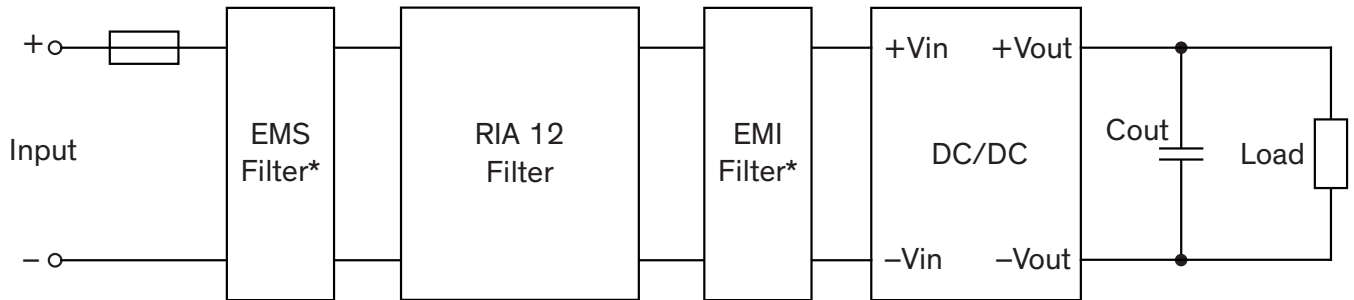 +
Input
-
EMS
Filter*
RIA 12
Filter
EMI
Filter*
+Vin
+Vout
DC/DC
–Vin
–Vout
Cout
Load